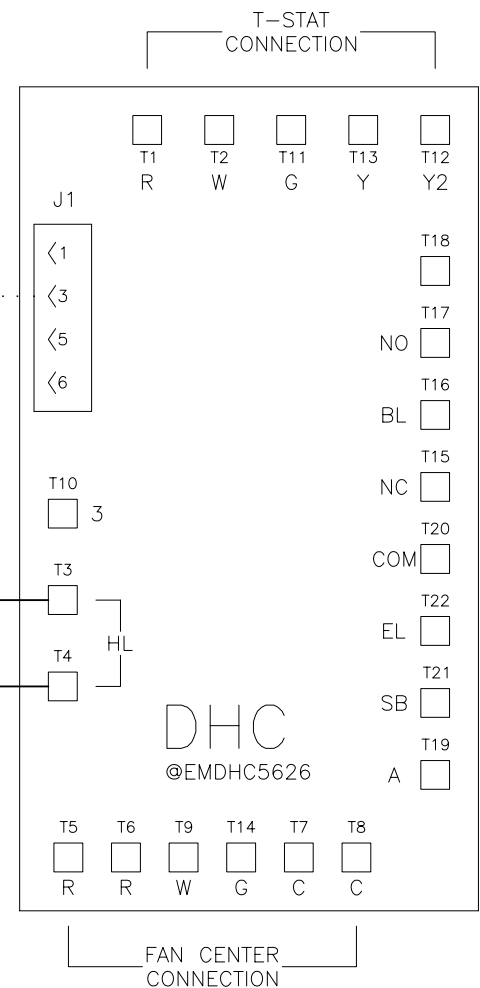 T-STAT
CONNECTION
T1 T2 T11 T13 T12
R W G Y Y2
J1
1
3
5
6
T18
T17
NO
T16
BL
T15
NC
T20
COM
T22
EL
T21
SB
T19
A
T10
3
T3
HL
T4
DHC
@EMDHC5626
T5 T6 T9 T14 T7 T8
R R W G C C
FAN CENTER
CONNECTION